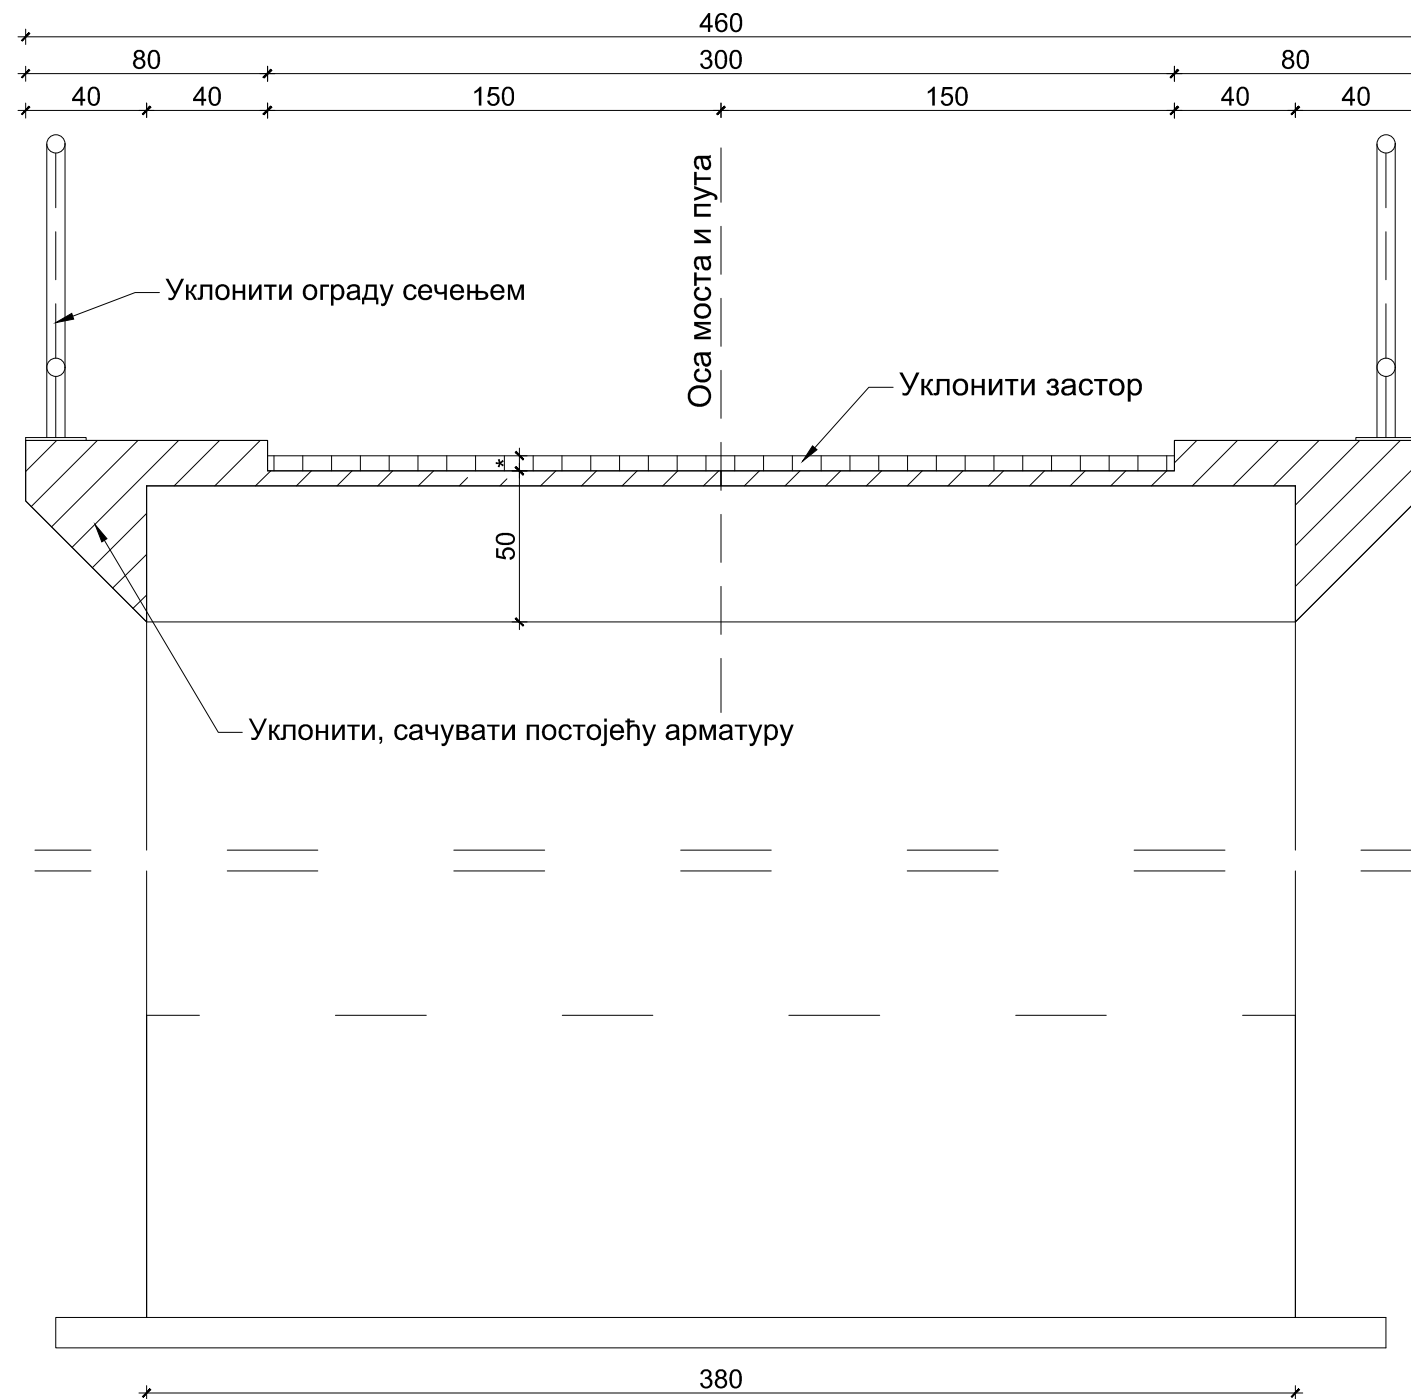 460
80 300 80
40 40 150 150 40 40
Оса моста и пута
Уклонити ограду сечењем
Уклонити застор
*
50
Уклонити, сачувати постојећу арматуру
380